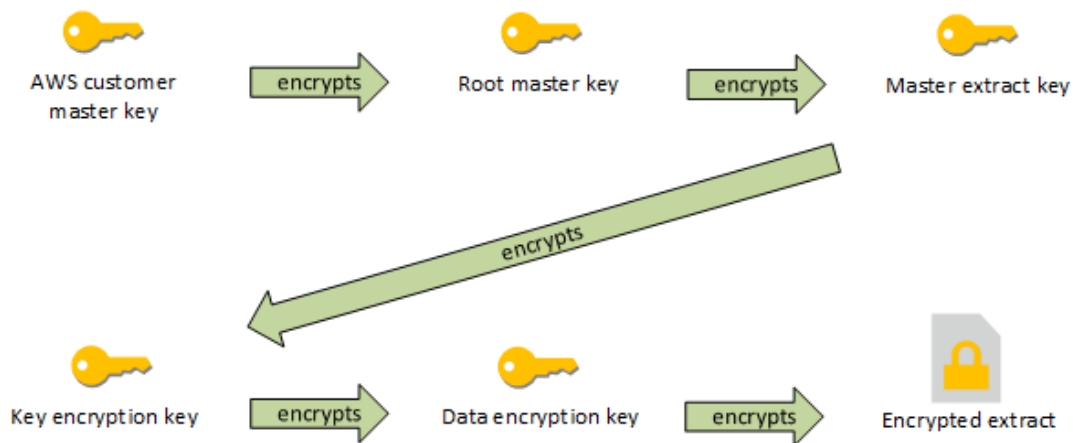 AWS customer
master key
encrypts
Root master key
encrypts
Master extract key
encrypts
Key encryption key
encrypts
Data encryption key
encrypts
Encrypted extract